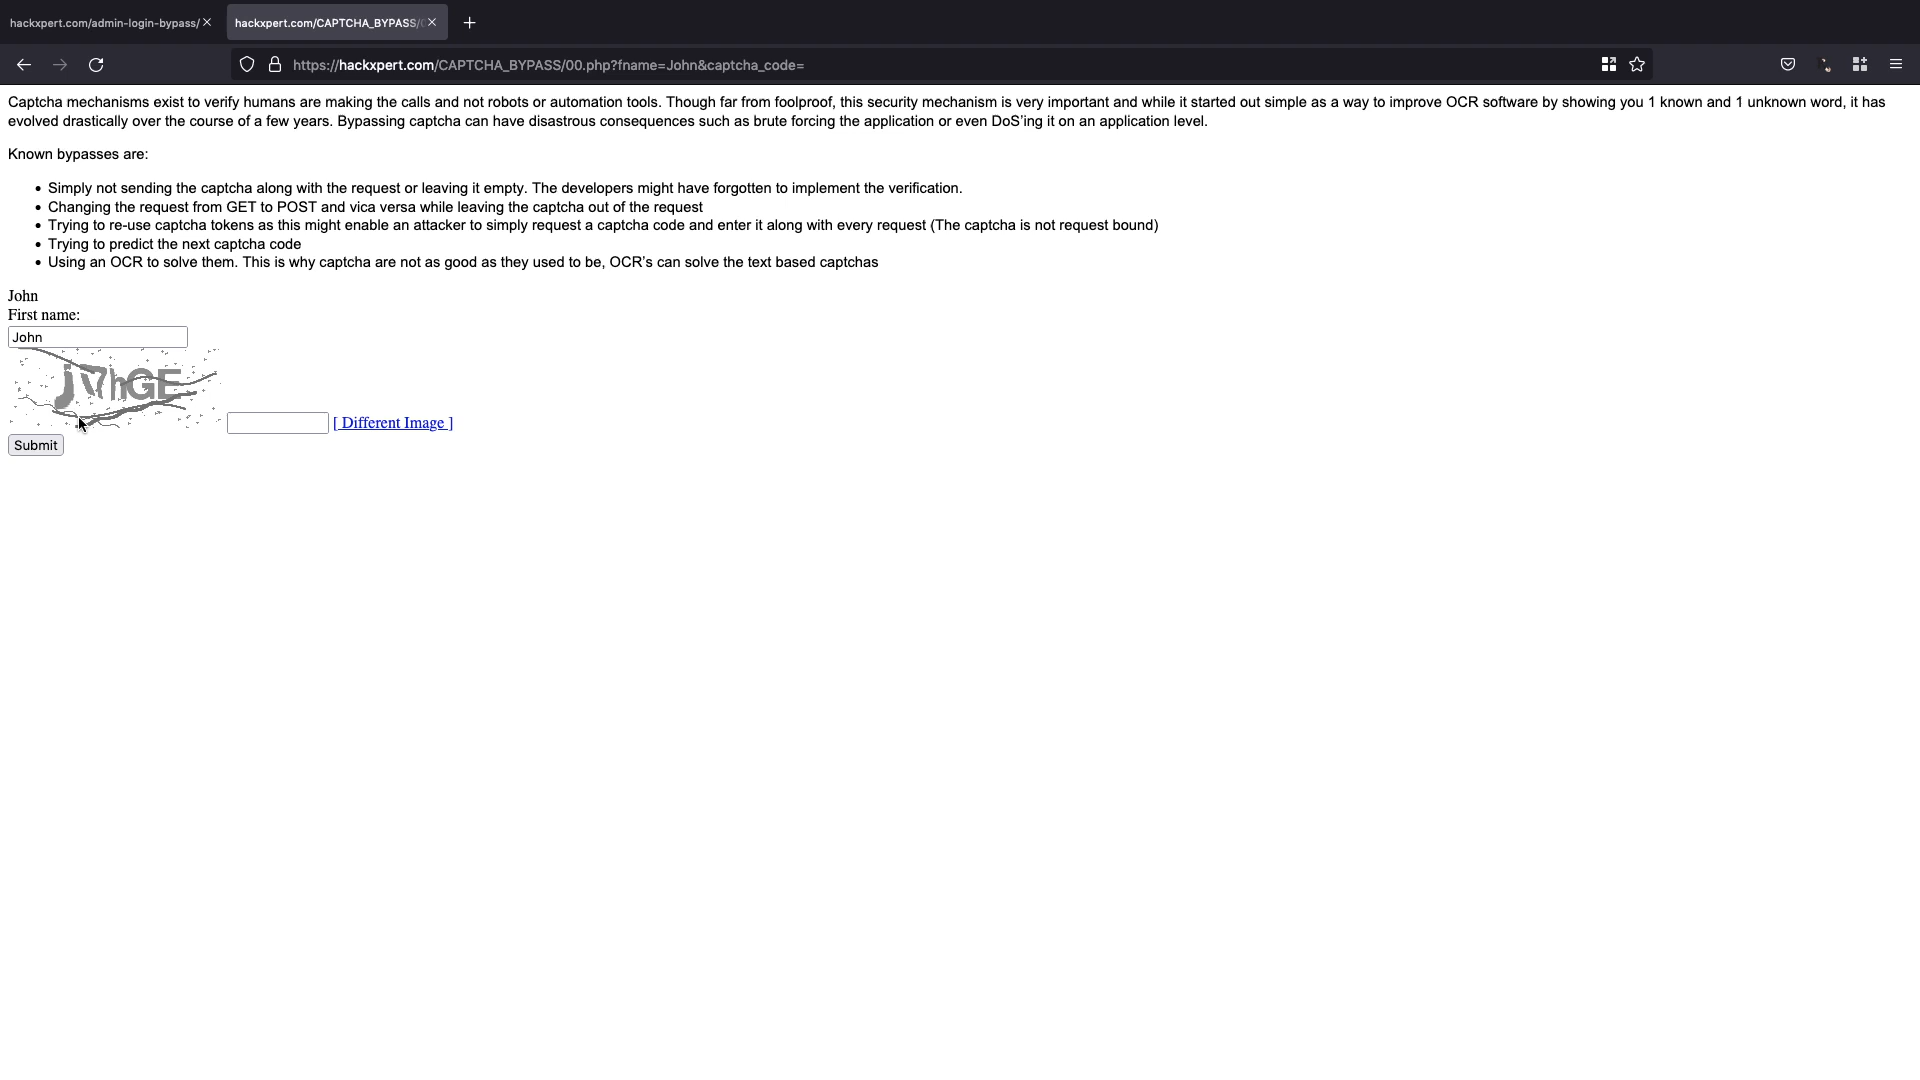 hackxpert.com/admin-login-bypass/
hackxpert.com/CAPTCHA_BYPASS/
https://hackxpert.com/CAPTCHA_BYPASS/00.php?fname=John&captcha_code=
Captcha mechanisms exist to verify humans are making the calls and not robots or automation tools. Though far from foolproof, this security mechanism is very important and while it started out simple as a way to improve OCR software by showing you 1 known and 1 unknown word, it has
evolved drastically over the course of a few years. Bypassing captcha can have disastrous consequences such as brute forcing the application or even DoS'ing it on an application level.
Known bypasses are:
Simply not sending the captcha along with the request or leaving it empty. The developers might have forgotten to implement the verification.
Changing the request from GET to POST and vica versa while leaving the captcha out of the request
Trying to re-use captcha tokens as this might enable an attacker to simply request a captcha code and enter it along with every request (The captcha is not request bound)
Trying to predict the next captcha code
Using an OCR to solve them. This is why captcha are not as good as they used to be, OCR's can solve the text based captchas
John
First name:
John
[ Different Image ]
Submit